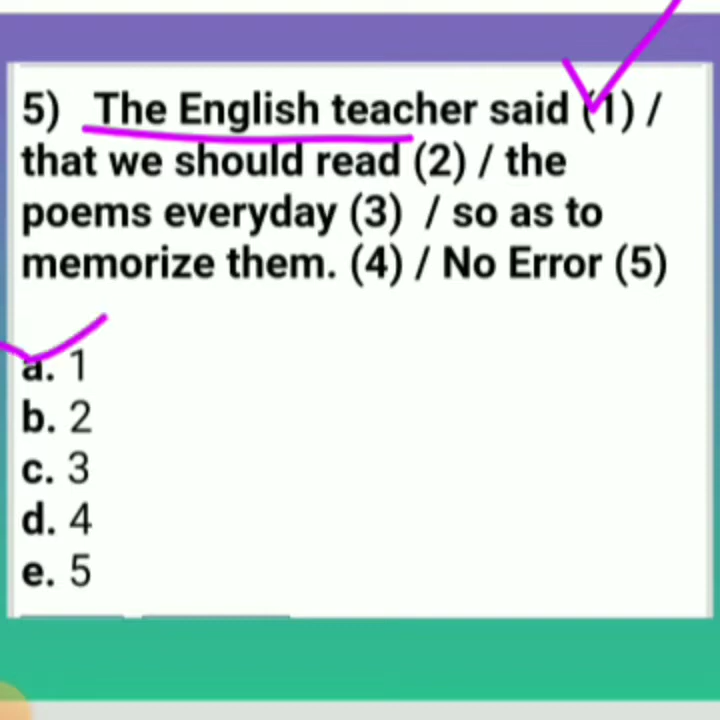 5) The English teacher said (1) /
that we should read (2) / the
poems everyday (3) / so as to
memorize them. (4) / No Error (5)
a. 1
b. 2
c. 3
d. 4
e. 5